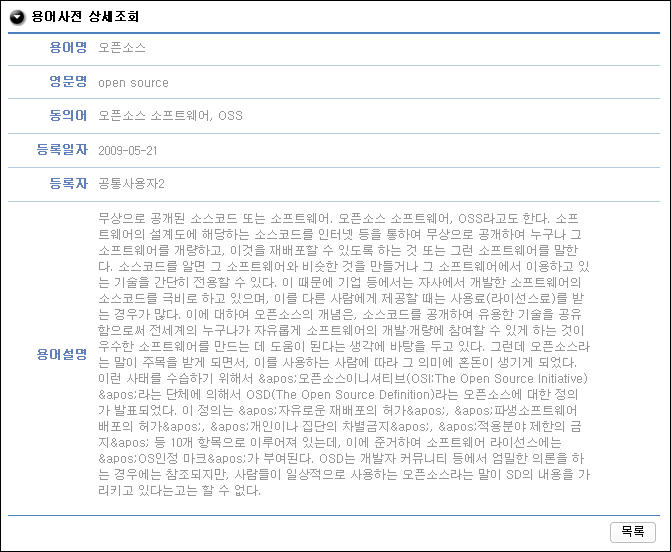 용어사전 상세조회
용어명 오픈소스
영문명 open source
동의어 오픈소스 소프트웨어, OSS
등록일자 2009-05-21
등록자 공통사용자2
용어설명
무상으로 공개된 소스코드 또는 소프트웨어. 오픈소스 소프트웨어, OSS라고도 한다. 소프
트웨어의 설계도에 해당하는 소스코드를 인터넷 등을 통하여 무상으로 공개하여 누구나 그
소프트웨어를 개량하고, 이것을 재배포할 수 있도록 하는 것 또는 그런 소프트웨어를 말한
다. 소스코드를 알면 그 소프트웨어와 비슷한 것을 만들거나 그 소프트웨어에서 이용하고 있
는 기술을 간단히 전용할 수 있다. 이 때문에 기업 등에서는 자사에서 개발한 소프트웨어의
소스코드를 극비로 하고 있으며, 이를 다른 사람에게 제공할 때는 사용료(라이선스료)를 받
는 경우가 많다. 이에 대하여 오픈소스의 개념은, 소스코드를 공개하여 유용한 기술을 공유
함으로써 전세계의 누구나가 자유롭게 소프트웨어의 개발·개량에 참여할 수 있게 하는 것이
우수한 소프트웨어를 만드는 데 도움이 된다는 생각에 바탕을 두고 있다. 그런데 오픈소스라
는 말이 주목을 받게 되면서, 이를 사용하는 사람에 따라 그 의미에 혼돈이 생기게 되었다.
이런 사태를 수습하기 위해서 &apos;오픈소스이니셔티브(OSI:The Open Source Initiative)
&apos;라는 단체에 의해서 OSD(The Open Source Definition)라는 오픈소스에 대한 정의
가 발표되었다. 이 정의는 &apos;자유로운 재배포의 허가&apos;, &apos;파생소프트웨어
배포의 허가&apos;, &apos;개인이나 집단의 차별금지&apos;, &apos;적용분야 제한의 금
지&apos; 등 10개 항목으로 이루어져 있는데, 이에 준거하여 소프트웨어 라이선스에는
&apos;OS인정 마크&apos;가 부여된다. OSD는 개발자 커뮤니티 등에서 엄밀한 의론을 하
는 경우에는 참조되지만, 사람들이 일상적으로 사용하는 오픈소스라는 말이 SD의 내용을 가
리키고 있다는고는 할 수 없다.
목록